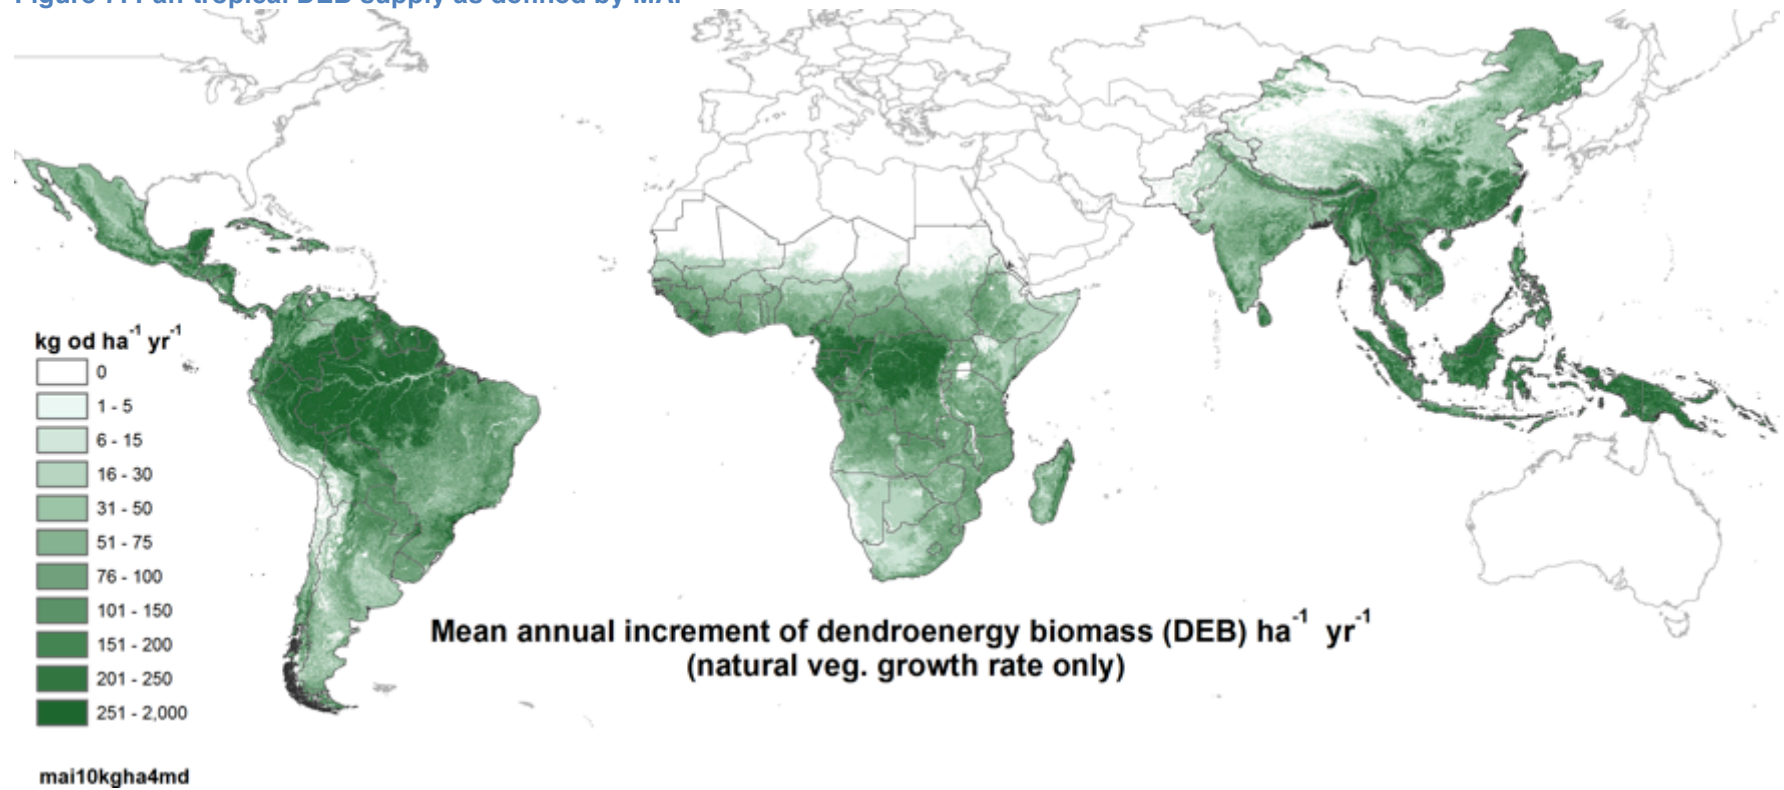 kg od ha-1 yr-1
0
1 - 5
6 - 15
16 - 30
31 - 50
51 - 75
76 - 100
101 - 150
151 - 200
201 - 250
251 - 2,000
mai10kgha4md
Mean annual increment of dendroenergy biomass (DEB) ha-1 yr-1
(natural veg. growth rate only)